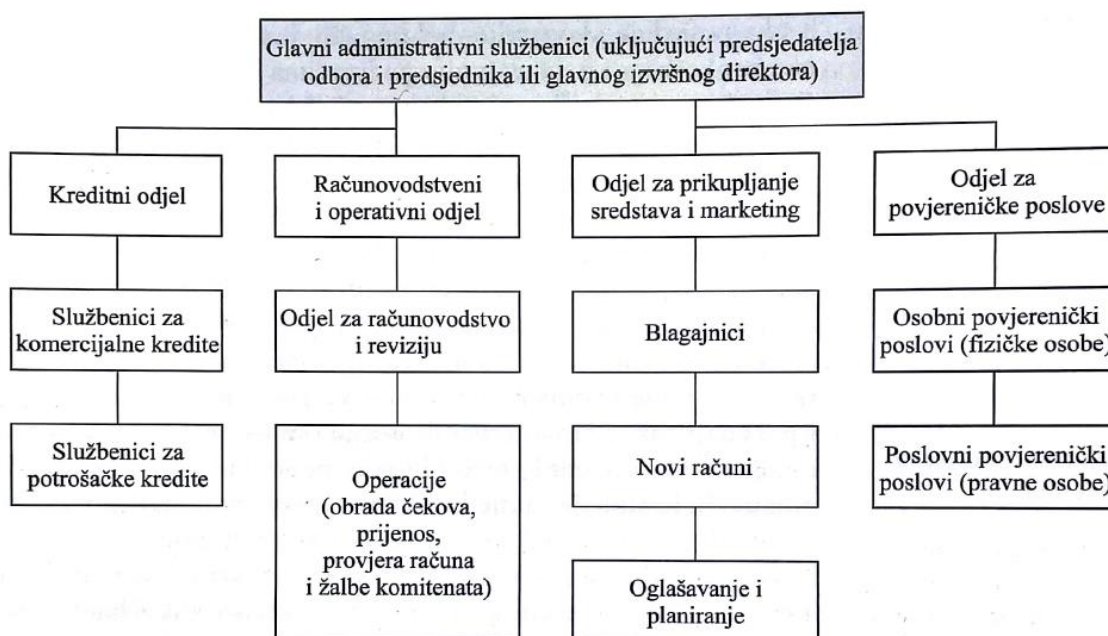 Glavni administrativni službenici (uključujući predsjedatelja
odbora i predsjednika ili glavnog izvršnog direktora)
Kreditni odjel
Računovodstveni
i operativni odjel
Odjel za prikupljanje
sredstava i marketing
Odjel za
povjereničke poslove
Službenici za
komercijalne kredite
Odjel za računovodstvo
i reviziju
Blagajnici
Osobni povjerenički
poslovi (fizičke osobe)
Službenici za
potrošačke kredite
Operacije
(obrada čekova,
prijenos,
provjera računa
i žalbe komitenata)
Novi računi
Poslovni povjerenički
poslovi (pravne osobe)
Oglašavanje i
planiranje